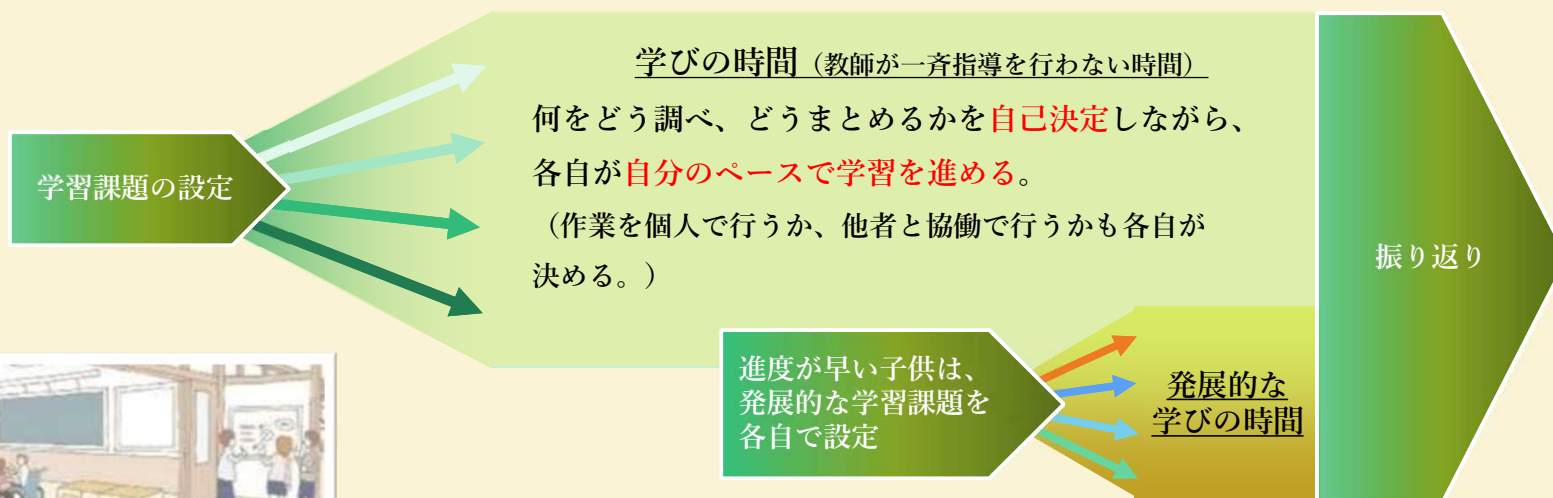 学習課題の設定
学びの時間（教師が一斉指導を行わない時間）
何をどう調べ、どうまとめるかを自己決定しながら、
各自が自分のペースで学習を進める。
（作業を個人で行うか、他者と協働で行うかも各自が
決める。）
進度が早い子供は、
発展的な学習課題を
各自で設定
発展的な
学びの時間
振り返り